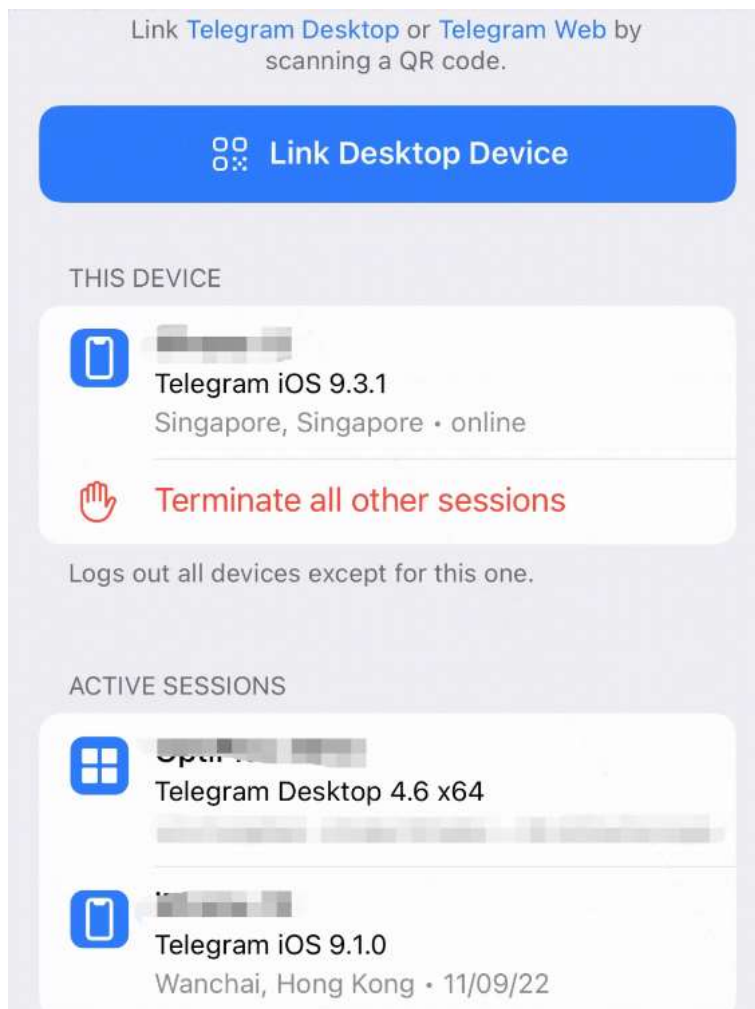 Link Telegram Desktop or Telegram Web by
scanning a QR code.
Link Desktop Device
THIS DEVICE
Telegram iOS 9.3.1
Singapore, Singapore • online
Terminate all other sessions
Logs out all devices except for this one.
ACTIVE SESSIONS
Telegram Desktop 4.6 x64
Telegram iOS 9.1.0
Wanchai, Hong Kong • 11/09/22